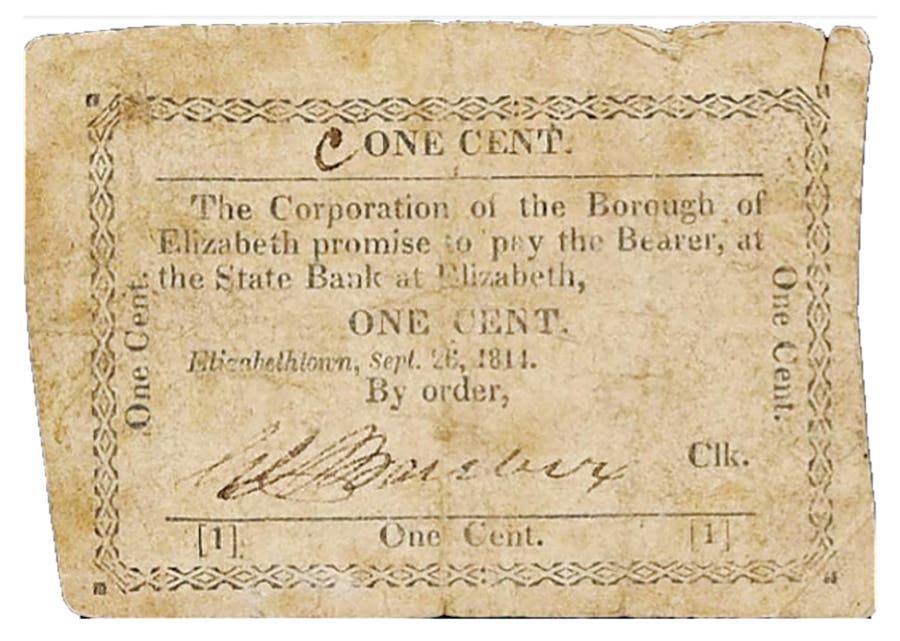 C ONE CENT.
The Corporation of the Borough of
Elizabeth promise to pay the Bearer, at
the State Bank at Elizabeth,
ONE CENT.
Elizabethtown, Sept. 26, 1814.
By order,
Clk.
[1] One Cent. [1]
One Cent.
One Cent.